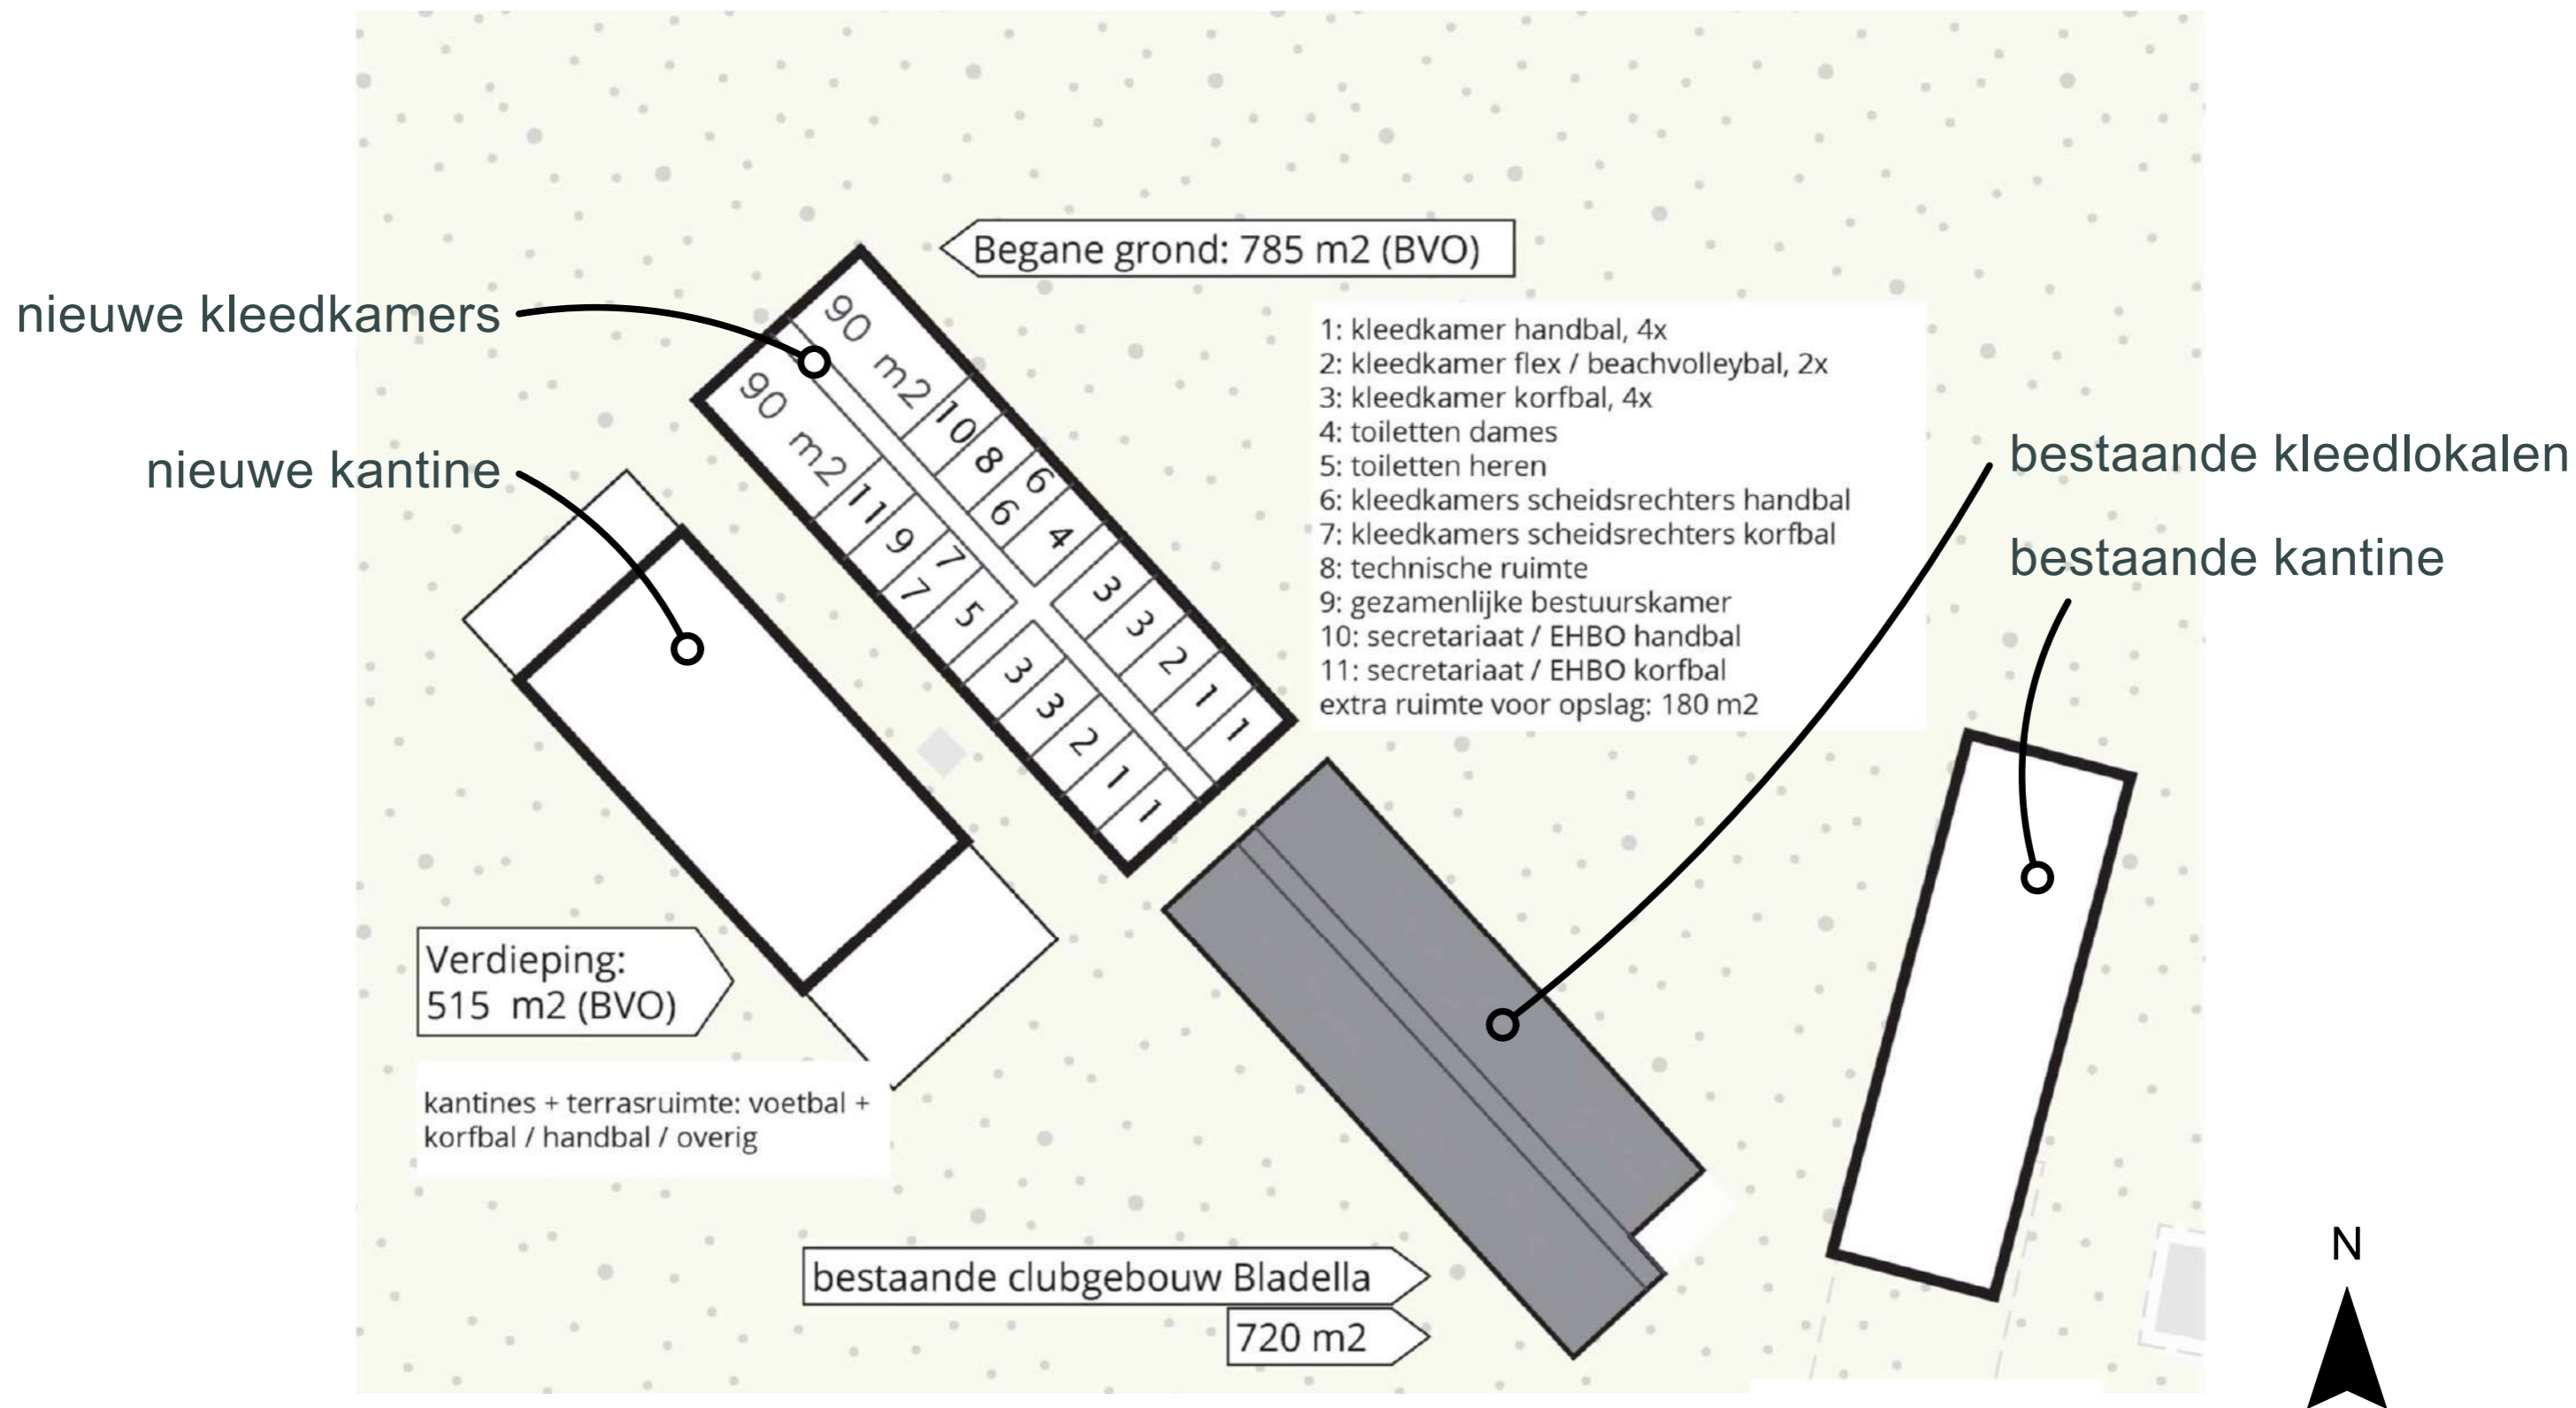 Begane grond: 785 m2 (BVO)
nieuwe kleedkamers
nieuwe kantine
90 m2
10
8
6
6
4
3
3
2
1
1
90 m2
11
9
7
7
5
3
3
2
1
1
1: kleedkamer handbal, 4x
2: kleedkamer flex / beachvolleybal, 2x
3: kleedkamer korfbal, 4x
4: toiletten dames
5: toiletten heren
6: kleedkamers scheidsrechters handbal
7: kleedkamers scheidsrechters korfbal
8: technische ruimte
9: gezamenlijke bestuurskamer
10: secretariaat / EHBO handbal
11: secretariaat / EHBO korfbal
extra ruimte voor opslag: 180 m2
bestaande kleedlokalen
bestaande kantine
Verdieping:
515 m2 (BVO)
kantines + terrasruimte: voetbal +
korfbal / handbal / overig
bestaande clubgebouw Bladella
720 m2
N